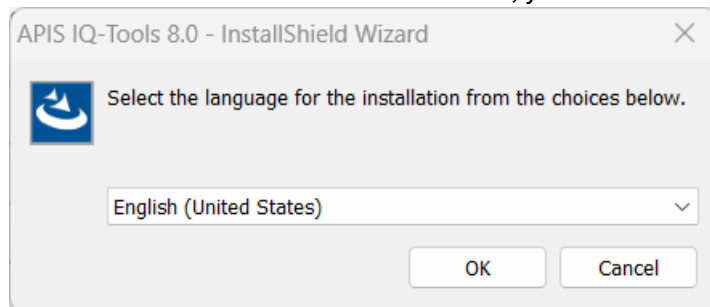 APIS IQ-Tools 8.0 - InstallShield Wizard
Select the language for the installation from the choices below.
English (United States)
OK Cancel